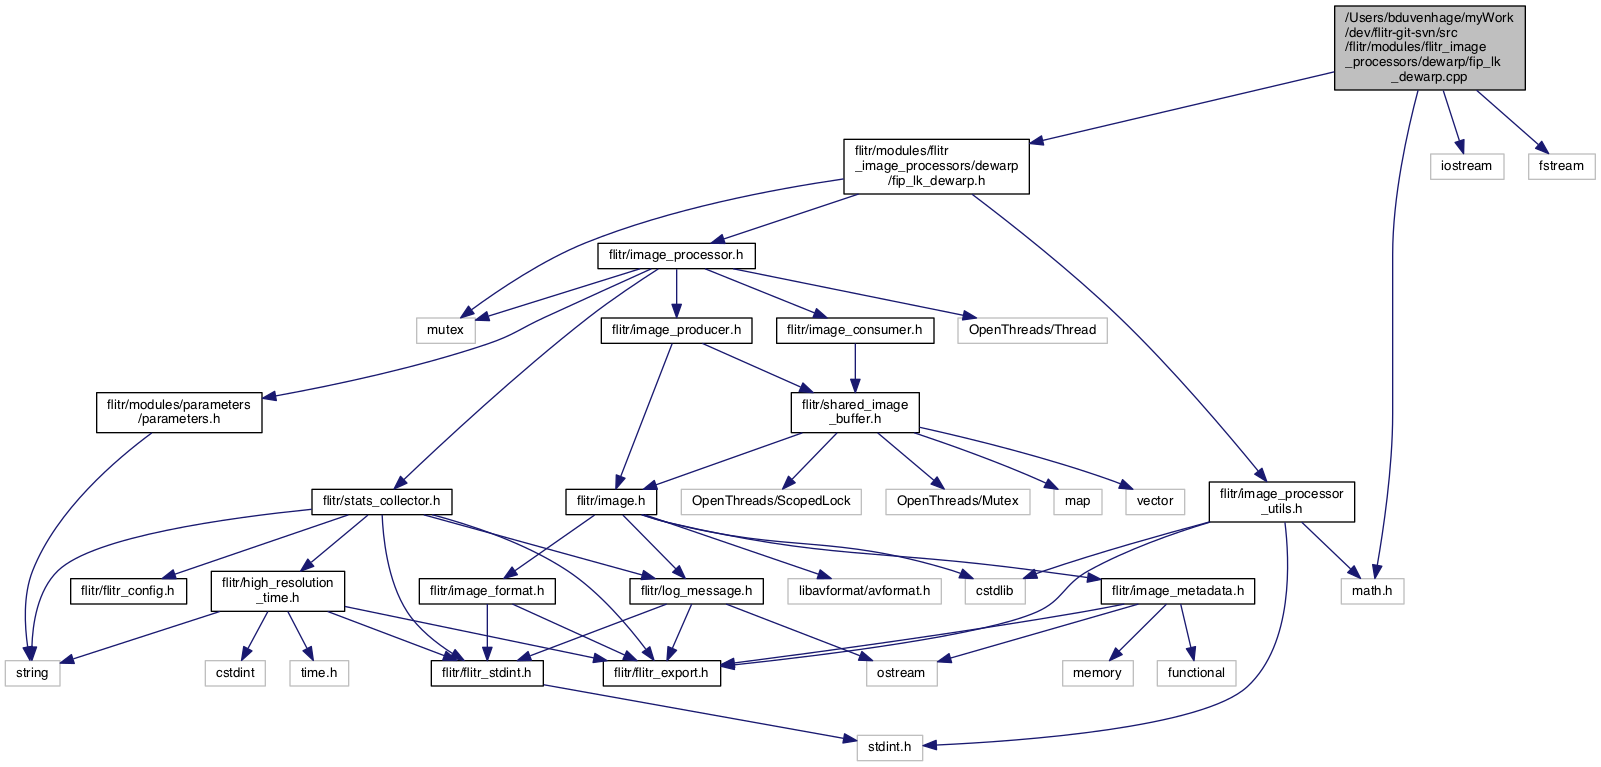 /Users/bduvenhage/myWork
/dev/flitr-git-svn/src
/flitr/modules/flitr_image
_processors/dewarp/fip_lk
_dewarp.cpp
flitr/modules/flitr
_image_processors/dewarp
/fip_lk_dewarp.h
iostream
fstream
flitr/image_processor.h
mutex
flitr/image_producer.h
flitr/image_consumer.h
OpenThreads/Thread
flitr/modules/parameters
/parameters.h
flitr/shared_image
_buffer.h
flitr/stats_collector.h
flitr/image.h
OpenThreads/ScopedLock
OpenThreads/Mutex
map
vector
flitr/image_processor
_utils.h
flitr/flitr_config.h
flitr/high_resolution
_time.h
flitr/image_format.h
flitr/log_message.h
libavformat/avformat.h
cstdlib
flitr/image_metadata.h
math.h
string
cstdint
time.h
flitr/flitr_stdint.h
flitr/flitr_export.h
ostream
memory
functional
stdint.h